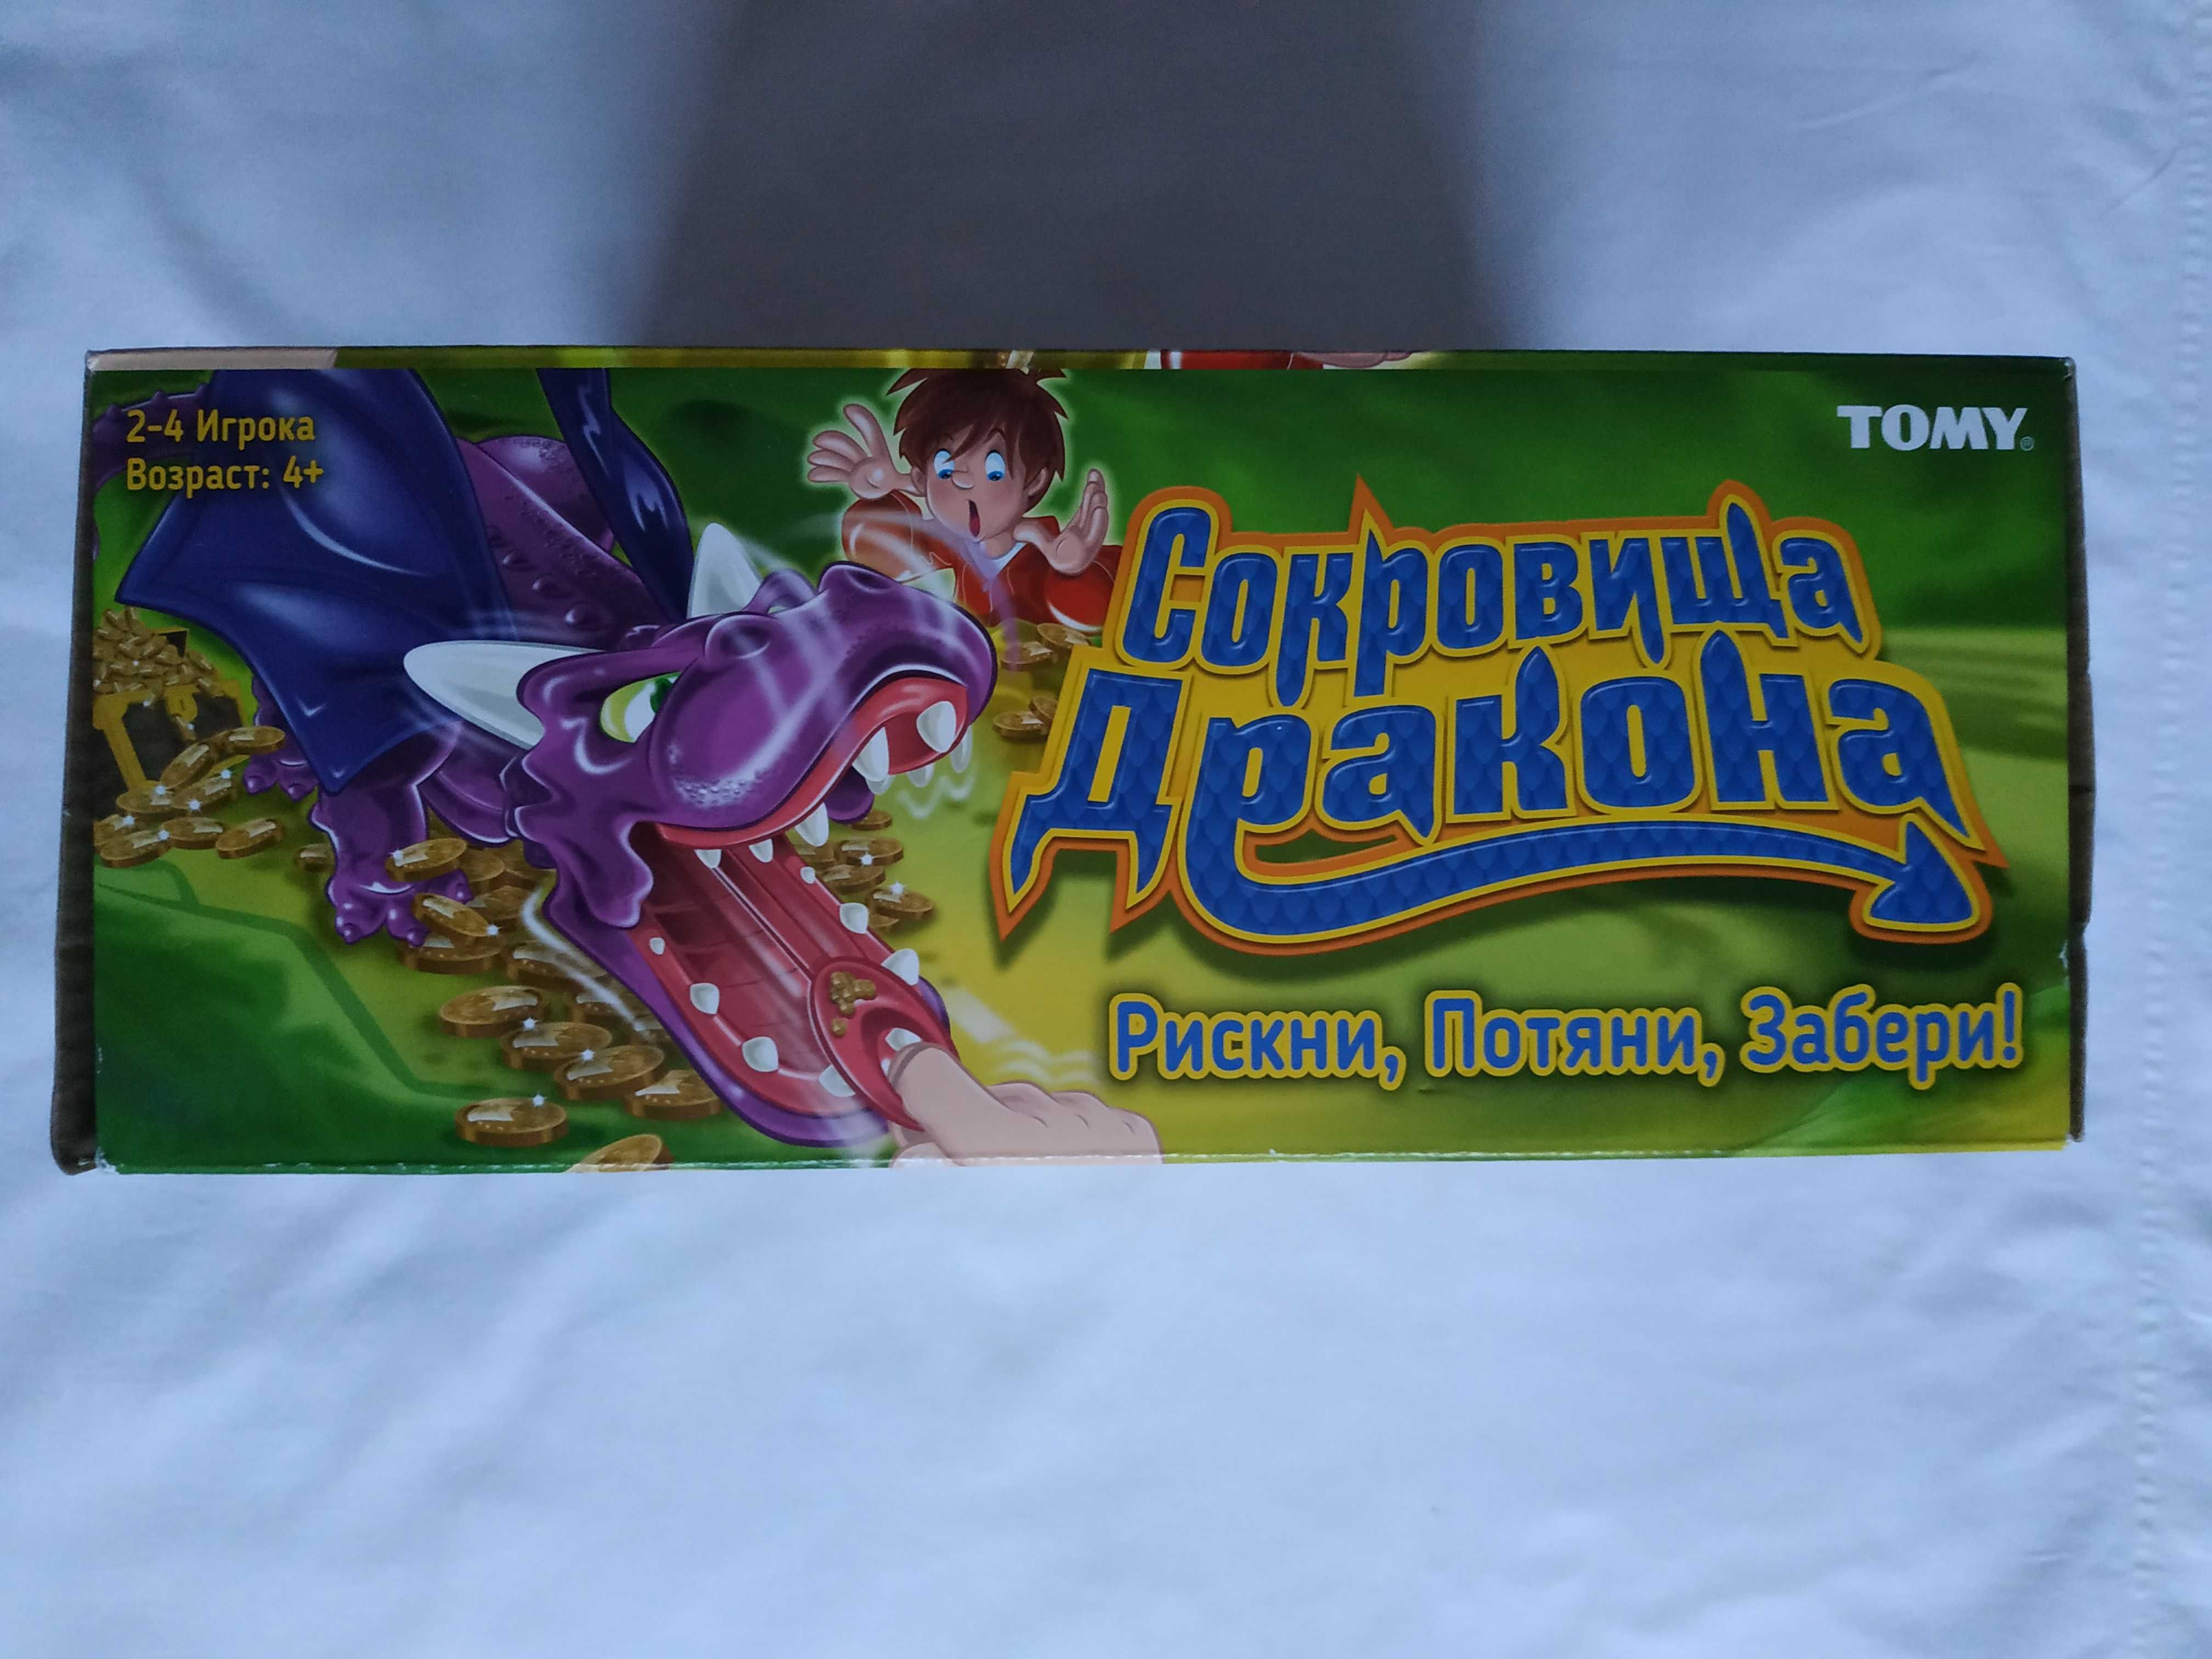 2-4 Игрока
Возраст: 4+
TOMY®
Сокровища
Дракона
Рискни, Потяни, Забери!